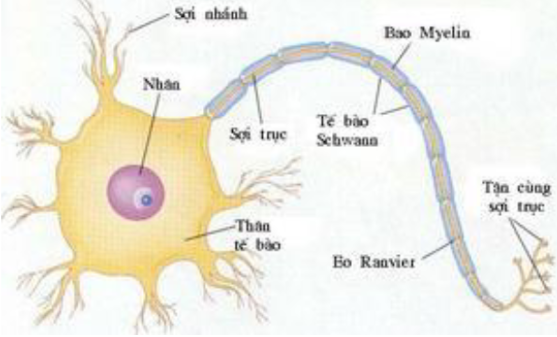 Sợi nhánh
Bao Myelin
Nhân
Sợi trục
Tế bào
Schwann
Tận cùng
sợi trục
Thân
tế bào
Eo Ranvier